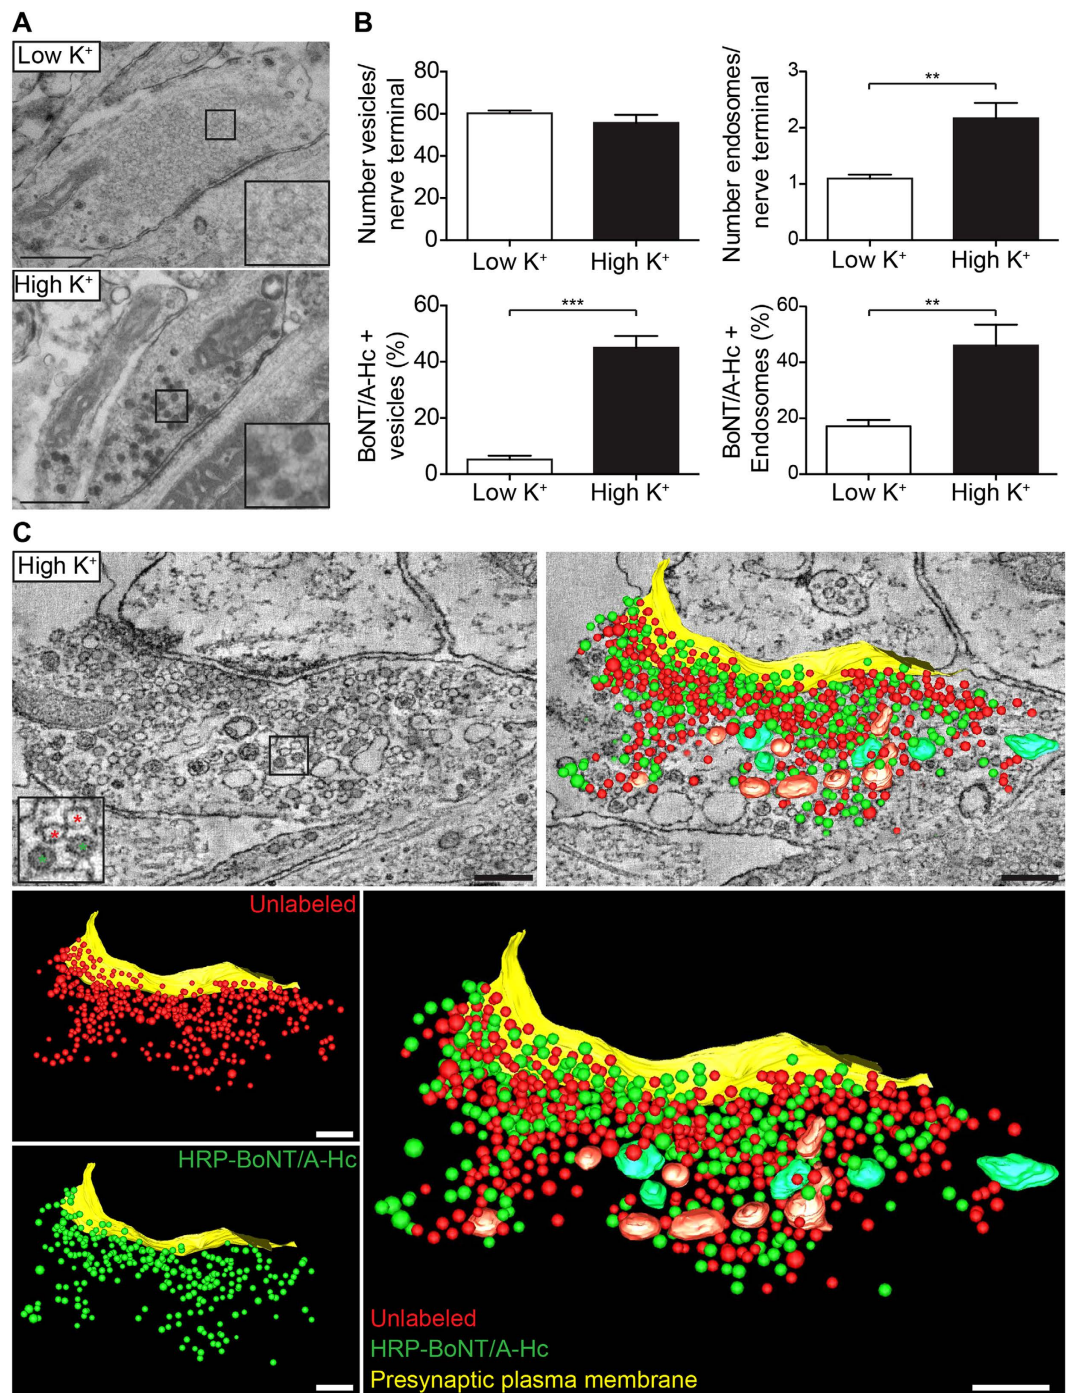 A
Low K⁺
High K⁺
B
Number vesicles/
nerve terminal
80
60
40
20
0
Low K⁺
High K⁺
Number endosomes/
nerve terminal
3
2
1
0
**
Low K⁺
High K⁺
BoNT/A-Hc +
vesicles (%)
60
40
20
0
***
Low K⁺
High K⁺
BoNT/A-Hc +
Endosomes (%)
60
40
20
0
**
Low K⁺
High K⁺
C
High K⁺
*
*
*
*
Unlabeled
HRP-BoNT/A-Hc
Unlabeled
HRP-BoNT/A-Hc
Presynaptic plasma membrane